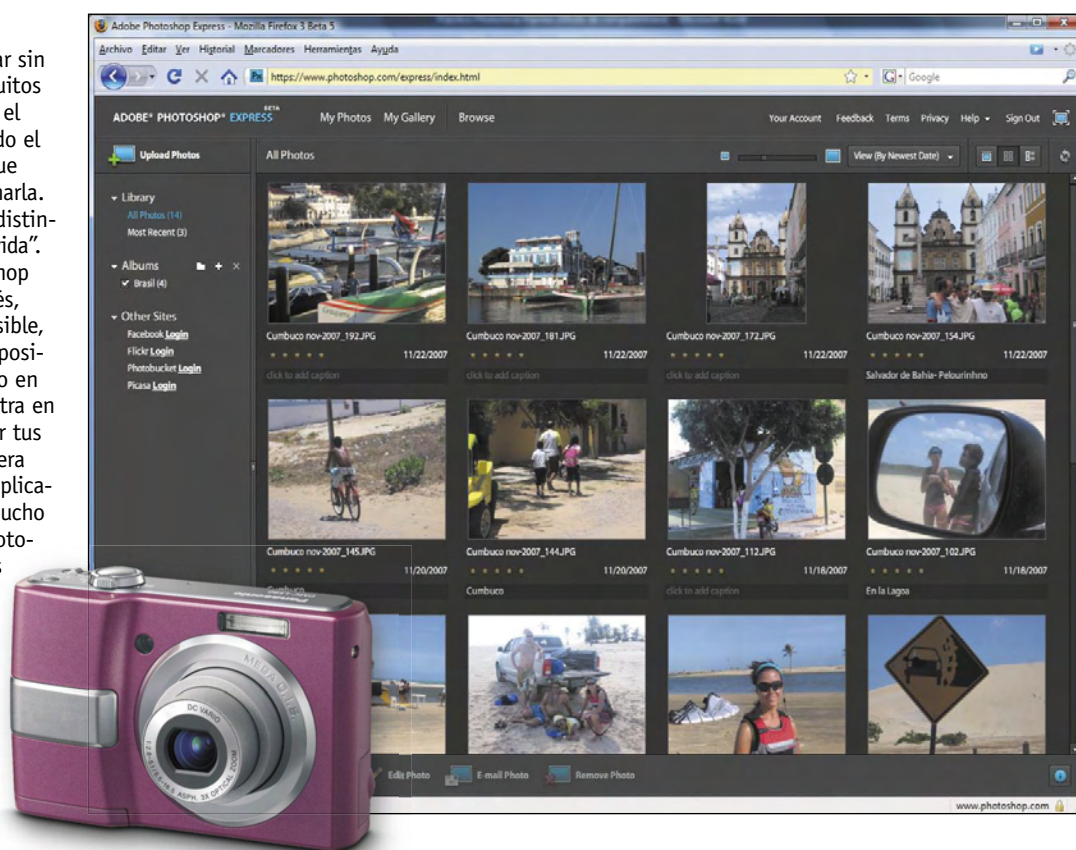 ar sin
uitos
el
do el
ue
narla.
distin-
rida”.
hop
és,
sible,
posi-
o en
tra en
r tus
era
plica-
ucho
oto-
s
Adobe Photoshop Express - Mozilla Firefox 3 Beta 5
Archivo Editar Ver Historial Marcadores Herramientas Ayuda
https://www.photoshop.com/express/index.html
G Google
ADOBE® PHOTOSHOP® EXPRESS BETA My Photos My Gallery Browse Your Account Feedback Terms Privacy Help Sign Out
Upload Photos
All Photos
View (By Newest Date)
Library
All Photos (14)
Most Recent (3)
Albums
Brasil (4)
Other Sites
Facebook Login
Flickr Login
Photobucket Login
Picasa Login
Cumbuco nov-2007_192.JPG
11/22/2007
click to add caption
Cumbuco nov-2007_181.JPG
11/22/2007
click to add caption
Cumbuco nov-2007_172.JPG
11/22/2007
click to add caption
Cumbuco nov-2007_154.JPG
11/22/2007
Salvador de Bahia- Pelourinhno
Cumbuco nov-2007_145.JPG
11/20/2007
Cumbuco
Cumbuco nov-2007_144.JPG
11/20/2007
Cumbuco
Cumbuco nov-2007_112.JPG
11/18/2007
click to add caption
Cumbuco nov-2007_102.JPG
11/18/2007
En la Lagoa
Edit Photo
E-mail Photo
Remove Photo
www.photoshop.com
Panasonic
MEGA O.I.S.
DC VARIO
ASPH. 3X OPTICAL ZOOM